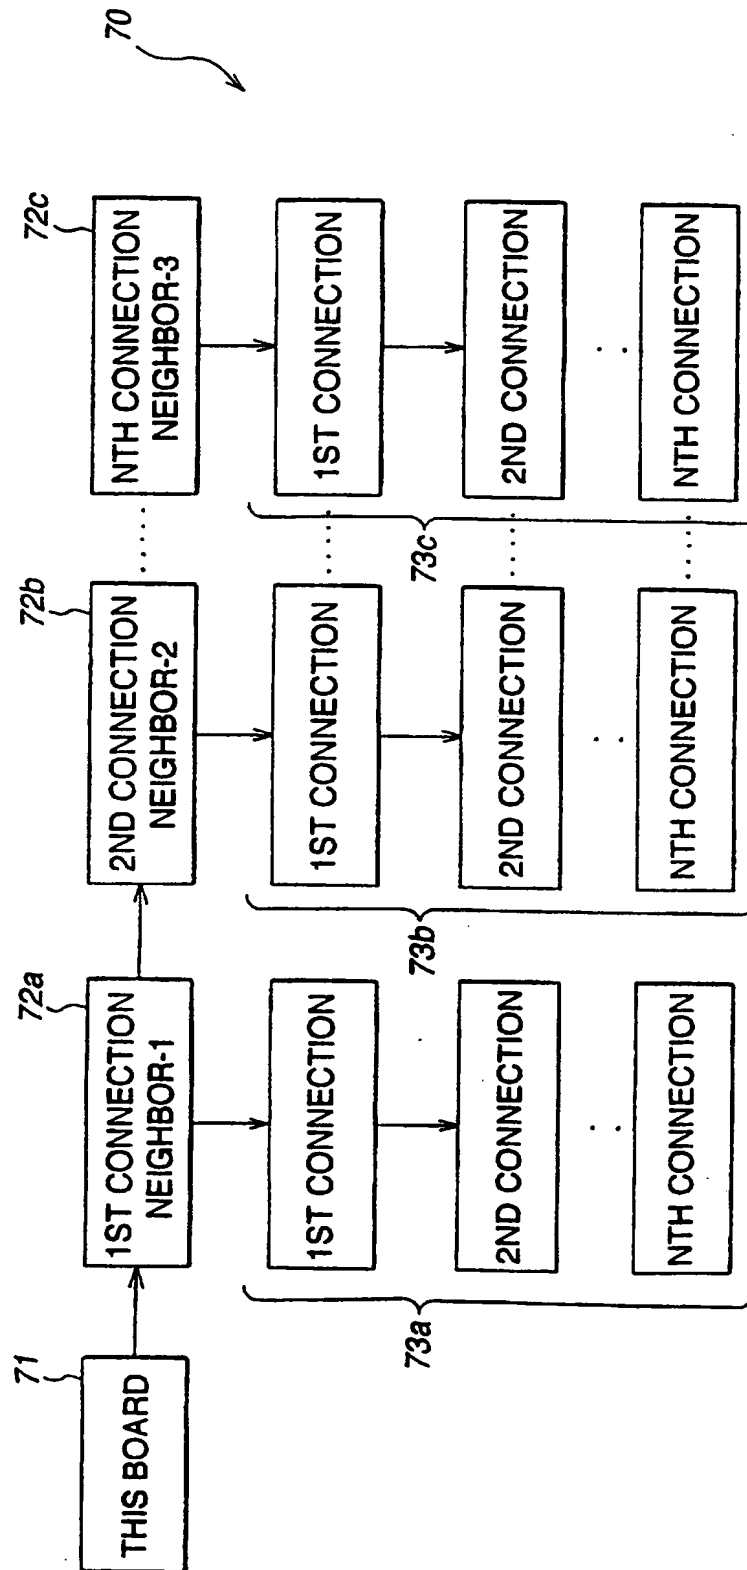 70
71
THIS BOARD
72a
1ST CONNECTION
NEIGHBOR-1
72b
2ND CONNECTION
NEIGHBOR-2
72c
NTH CONNECTION
NEIGHBOR-3
73a
1ST CONNECTION
2ND CONNECTION
NTH CONNECTION
73b
1ST CONNECTION
2ND CONNECTION
NTH CONNECTION
73c
1ST CONNECTION
2ND CONNECTION
NTH CONNECTION